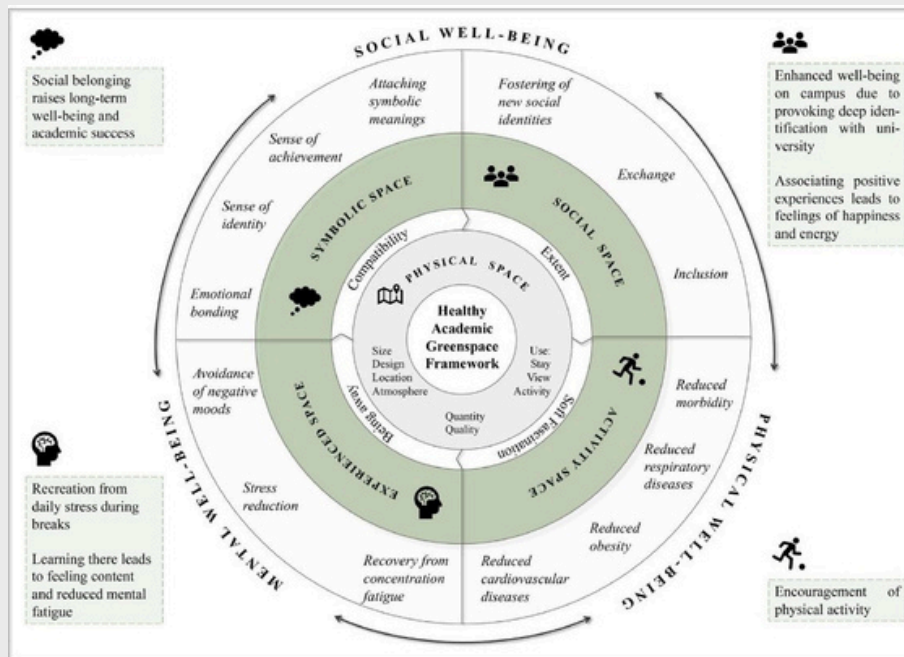 SOCIAL WELL-BEING
Social belonging
raises long-term
well-being and
academic success
Enhanced well-being
on campus due to
provoking deep iden-
tification with uni-
versity
Associating positive
experiences leads to
feelings of happiness
and energy
Attaching
symbolic
meanings
Fostering of
new social
identities
Sense of
achievement
Exchange
Sense of
identity
Inclusion
Emotional
bonding
SYMBOLIC SPACE
SOCIAL SPACE
Compatibility
Extent
PHYSICAL SPACE
Healthy
Academic
Greenspace
Framework
Size
Design
Location
Atmosphere
Use:
Stay
View
Activity
Quantity
Quality
Being away
Soft Fascination
EXPERIENCED SPACE
ACTIVITY SPACE
Avoidance
of negative
moods
Reduced
morbidity
Stress
reduction
Reduced
respiratory
diseases
Reduced
obesity
Recovery from
concentration
fatigue
Reduced
cardiovascular
diseases
MENTAL WELL-BEING
PHYSICAL WELL-BEING
Recreation from
daily stress during
breaks
Learning there leads
to feeling content
and reduced mental
fatigue
Encouragement of
physical activity